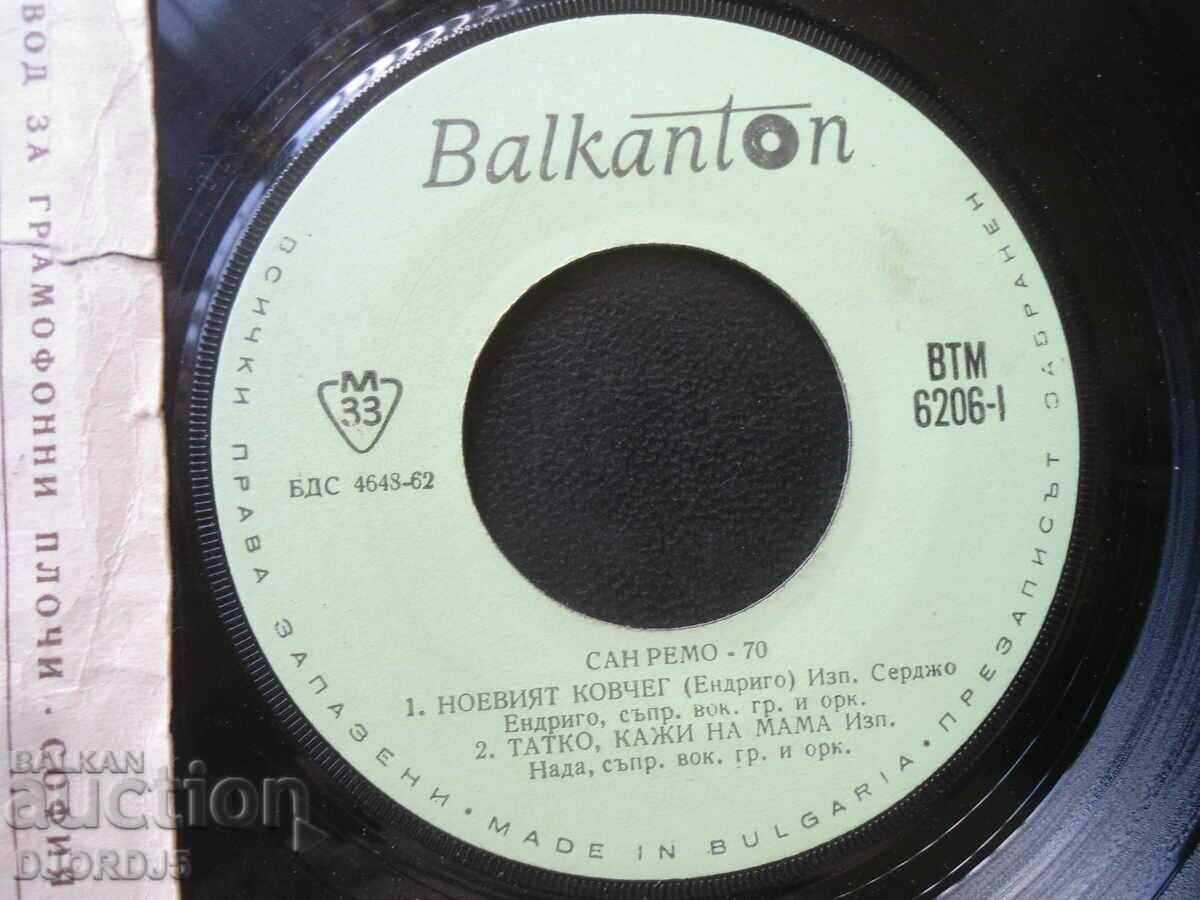 ВОД ЗА ГРАМОФОННИ ПЛОЧИ · СОФИЯ
Balkanton
М
33
БДС 4648-62
ВТМ
6206-I
САН РЕМО - 70
1. НОЕВИЯТ КОВЧЕГ (Ендриго) Изп. Серджо
Ендриго, съпр. вок. гр. и орк.
2. ТАТКО, КАЖИ НА МАМА Изп.
Нада, съпр. вок. гр. и орк.
ВСИЧКИ ПРАВА ЗАПАЗЕНИ · MADE IN BULGARIA · ПРЕЗАПИСЪТ ЗАБРАНЕН
BALKAN
auction
DJORDJ5